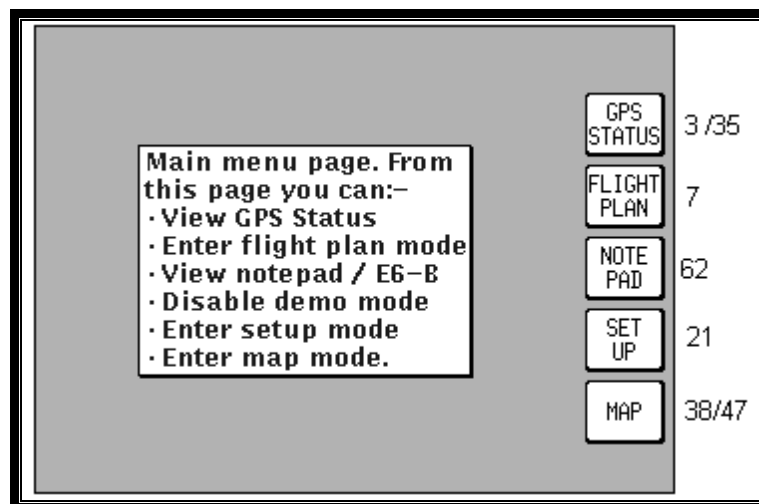 Main menu page. From
this page you can:-
·View GPS Status
·Enter flight plan mode
·View notepad / E6-B
·Disable demo mode
·Enter setup mode
·Enter map mode.
GPS
STATUS
3 /35
FLIGHT
PLAN
7
NOTE
PAD
62
SET
UP
21
MAP
38/47